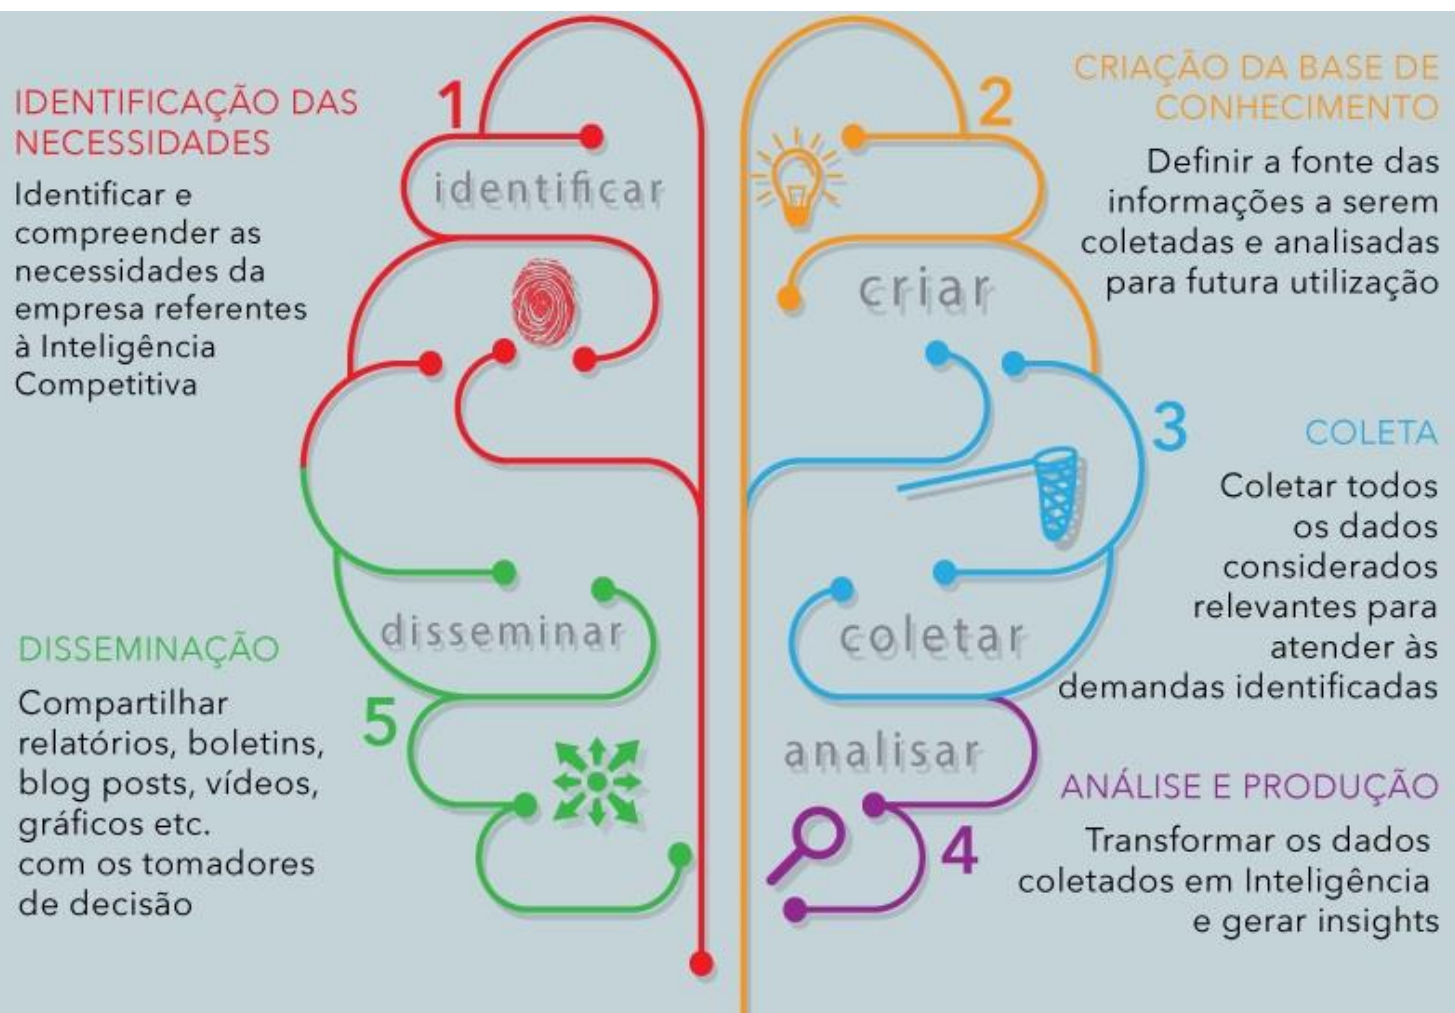 1
IDENTIFICAÇÃO DAS
NECESSIDADES
Identificar e
compreender as
necessidades da
empresa referentes
à Inteligência
Competitiva
identificar
2
CRIAÇÃO DA BASE DE
CONHECIMENTO
Definir a fonte das
informações a serem
coletadas e analisadas
para futura utilização
criar
3
COLETA
Coletar todos
os dados
considerados
relevantes para
atender às
demandas identificadas
coletar
analisar
4
ANÁLISE E PRODUÇÃO
Transformar os dados
coletados em Inteligência
e gerar insights
disseminar
5
DISSEMINAÇÃO
Compartilhar
relatórios, boletins,
blog posts, vídeos,
gráficos etc.
com os tomadores
de decisão